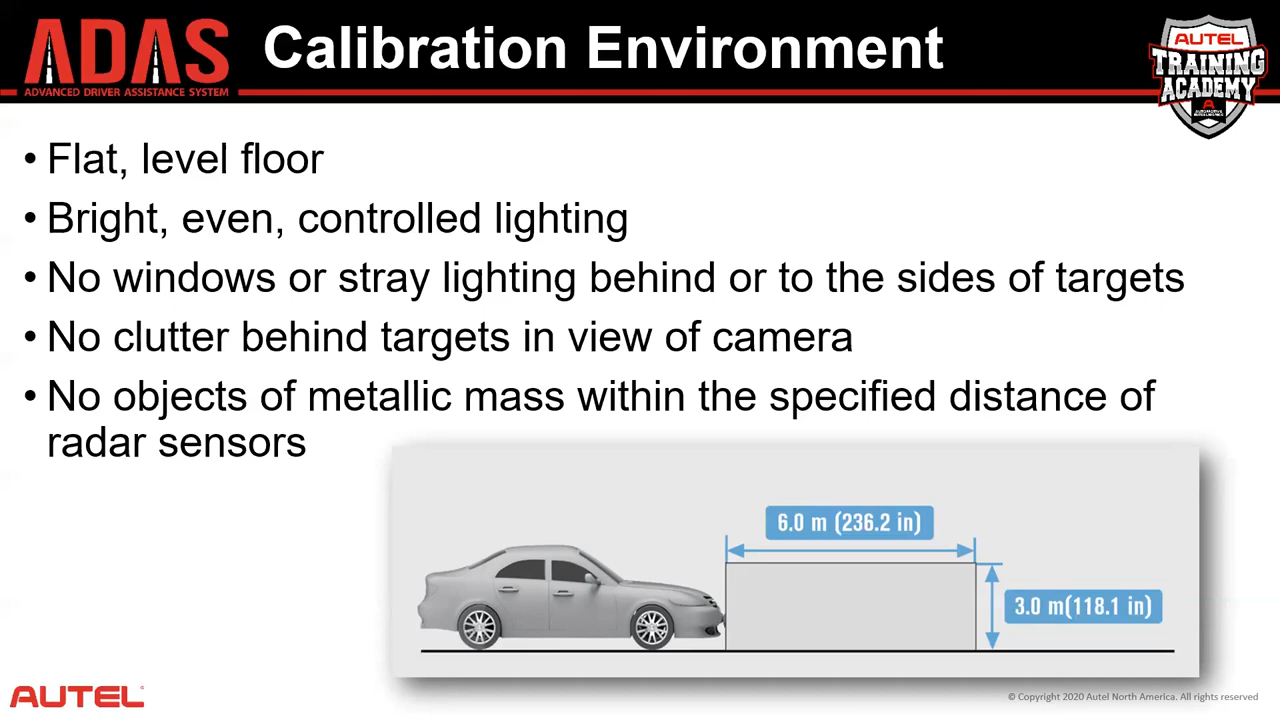 ADAS
ADVANCED DRIVER ASSISTANCE SYSTEM
Calibration Environment
AUTEL
TRAINING
ACADEMY
• Flat, level floor
• Bright, even, controlled lighting
• No windows or stray lighting behind or to the sides of targets
• No clutter behind targets in view of camera
• No objects of metallic mass within the specified distance of
radar sensors
6.0 m (236.2 in)
3.0 m(118.1 in)
AUTEL
© Copyright 2020 Autel North America. All rights reserved